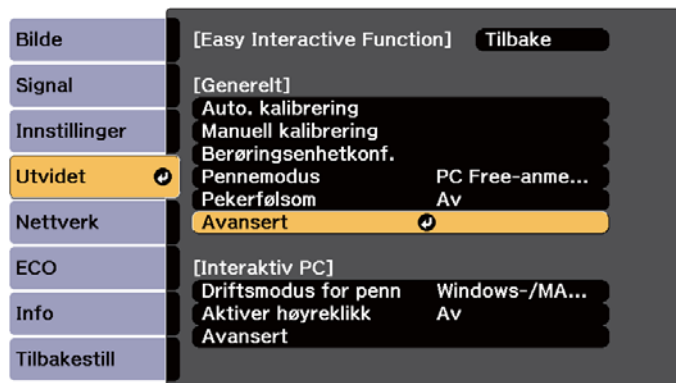 Bilde
Signal
Innstillinger
Utvidet
Nettverk
ECO
Info
Tilbakestill
[Easy Interactive Function] Tilbake
[Generelt]
Auto. kalibrering
Manuell kalibrering
Berøringsenhetkonf.
Pennemodus PC Free-anme...
Pekerfølsom Av
Avansert
[Interaktiv PC]
Driftsmodus for penn Windows-/MA...
Aktiver høyreklikk Av
Avansert